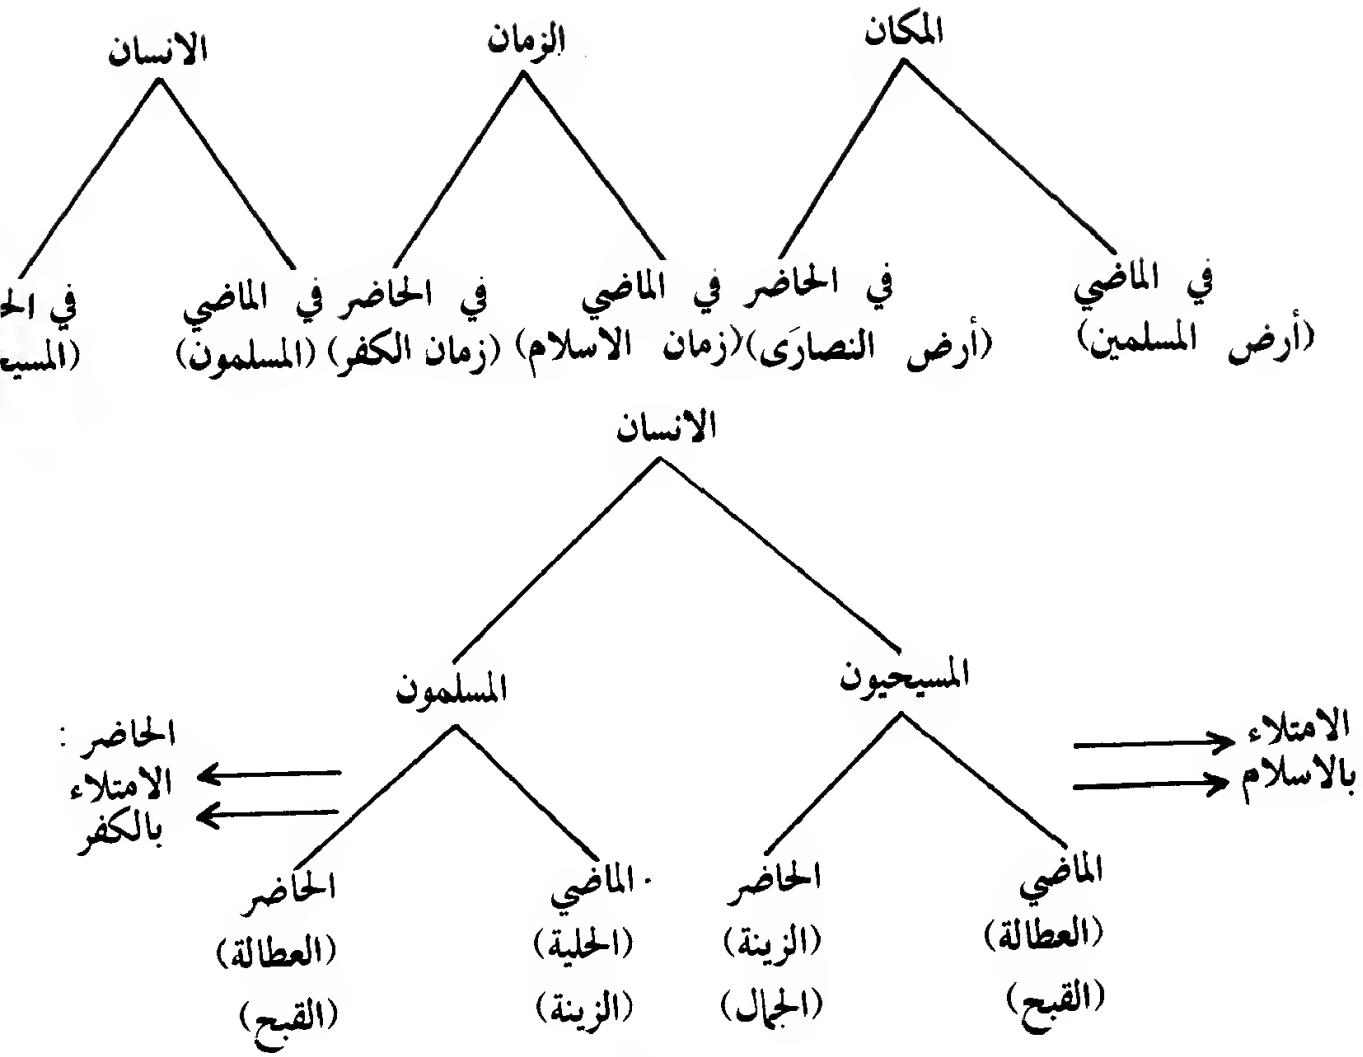 المكان الزمان الانسان
في الماضي في الحاضر في الماضي في الحاضر في الماضي
(أرض المسلمين) (أرض النصارَى) (زمان الاسلام) (زمان الكفر) (المسلمون)
الانسان
المسيحيون المسلمون
الامتلاء
بالاسلام
الحاضر :
الامتلاء
بالكفر
الماضي الحاضر الماضي الحاضر
(العطالة) (الزينة) (الحلية) (العطالة)
(القبح) (الجمال) (الزينة) (القبح)